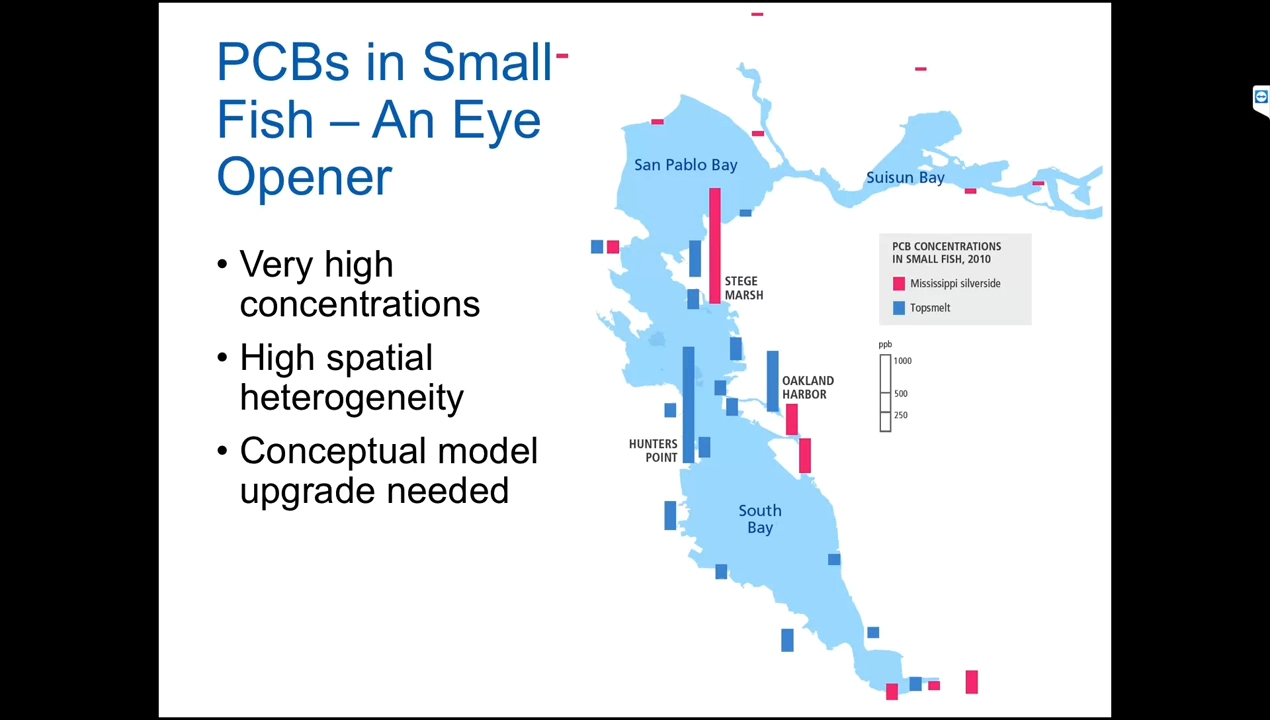 PCBs in Small
Fish – An Eye
Opener
• Very high
concentrations
• High spatial
heterogeneity
• Conceptual model
upgrade needed
San Pablo Bay
Suisun Bay
PCB CONCENTRATIONS
IN SMALL FISH, 2010
Mississippi silverside
Topsmelt
STEGE
MARSH
ppb
1000
500
250
OAKLAND
HARBOR
HUNTERS
POINT
South
Bay